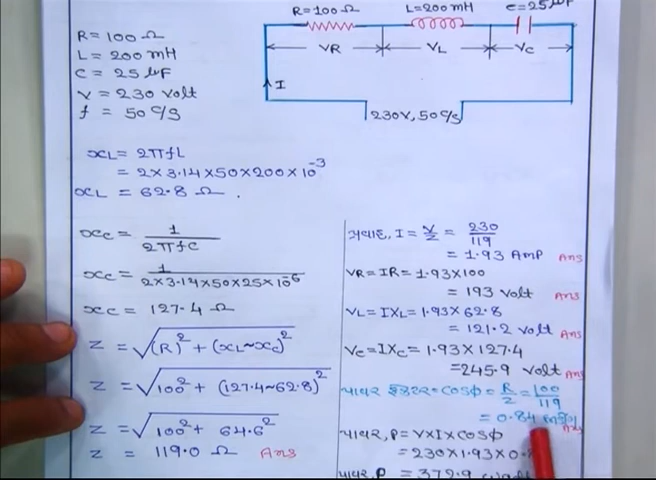 R=100Ω L=200mH C=25μF
VR VL VC
I
230V, 50 C/S
R = 100 Ω
L = 200 mH
C = 25 μF
V = 230 volt
f = 50 C/S
XL = 2πfL
= 2×3.14×50×200×10⁻³
XL = 62.8 Ω.
Xc = 1/2πfC
Xc = 1/2×3.14×50×25×10⁻⁶
Xc = 127.4 Ω
Z = √(R)² + (XL~Xc)²
Z = √100² + (127.4~62.8)²
Z = √100² + 64.6²
Z = 119.0 Ω Ans
પ્રવાહ, I = V/Z = 230/119
= 1.93 AMP Ans
VR = IR = 1.93×100
= 193 volt Ans
VL = IXL = 1.93×62.8
= 121.2 volt Ans
Vc = IXc = 1.93×127.4
= 245.9 volt Ans
પાવર ફેક્ટર = cosφ = R/Z = 100/119
= 0.84 Ans
પાવર, P = V×I×cosφ
= 230×1.93×0.
પાવર, P = 372.9